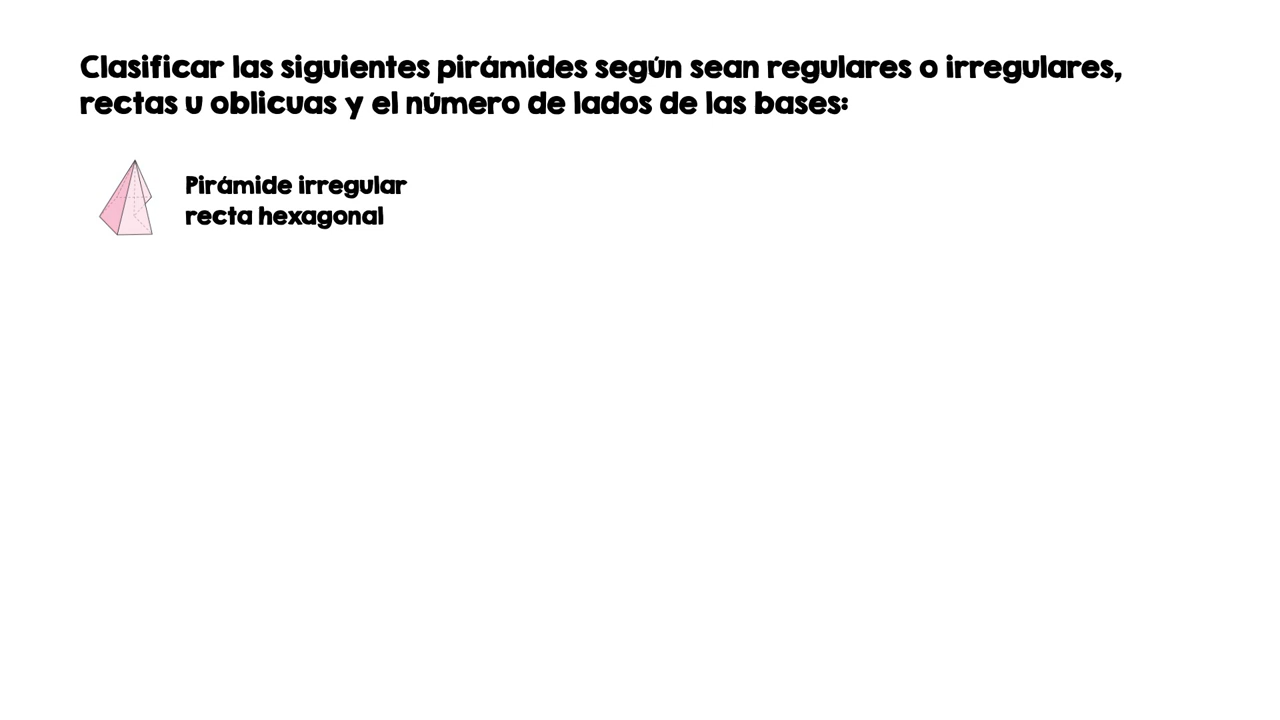 Clasificar las siguientes pirámides según sean regulares o irregulares,
rectas u oblicuas y el número de lados de las bases:
Pirámide irregular
recta hexagonal